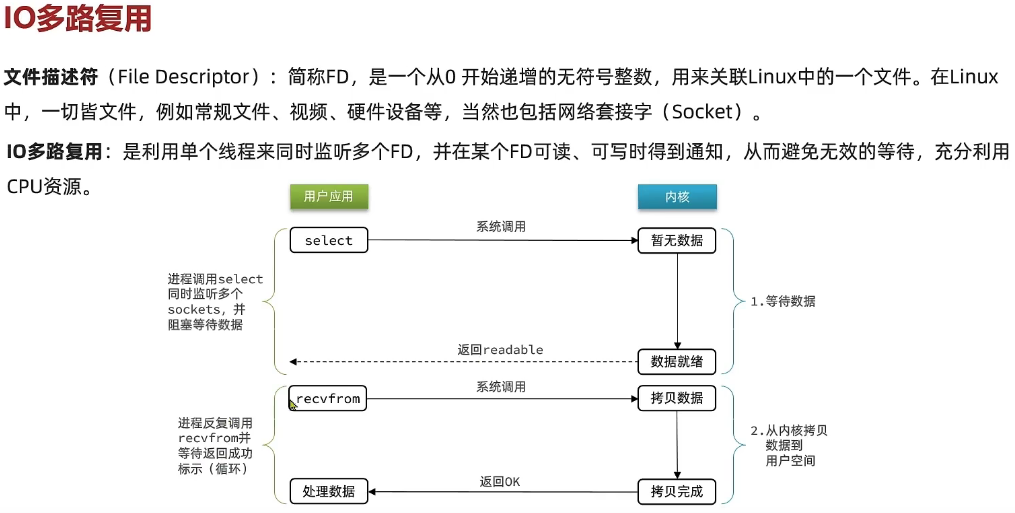 IO多路复用
文件描述符（File Descriptor）：简称FD，是一个从0 开始递增的无符号整数，用来关联Linux中的一个文件。在Linux
中，一切皆文件，例如常规文件、视频、硬件设备等，当然也包括网络套接字（Socket）。
IO多路复用：是利用单个线程来同时监听多个FD，并在某个FD可读、可写时得到通知，从而避免无效的等待，充分利用
CPU资源。
用户应用
内核
系统调用
select
暂无数据
进程调用select
同时监听多个
sockets，并
阻塞等待数据
1.等待数据
返回readable
数据就绪
系统调用
recvfrom
拷贝数据
进程反复调用
recvfrom并
等待返回成功
标示（循环）
2.从内核拷贝
数据到
用户空间
返回OK
处理数据
拷贝完成